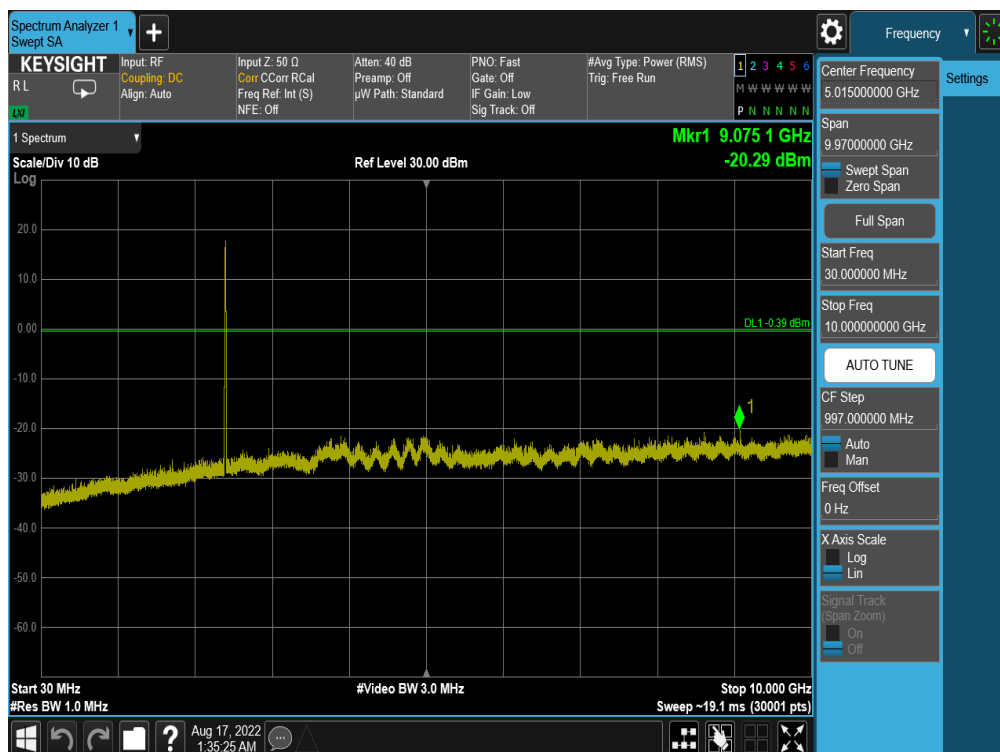 Spectrum Analyzer 1
Swept SA
Frequency
KEYSIGHT
R L
LXI
Input: RF
Coupling: DC
Align: Auto
Input Z: 50 Ω
Corr CCorr RCal
Freq Ref: Int (S)
NFE: Off
Atten: 40 dB
Preamp: Off
µW Path: Standard
PNO: Fast
Gate: Off
IF Gain: Low
Sig Track: Off
#Avg Type: Power (RMS)
Trig: Free Run
1 2 3 4 5 6
M W W W W W
P N N N N N
1 Spectrum
Mkr1 9.075 1 GHz
Scale/Div 10 dB
Ref Level 30.00 dBm
-20.29 dBm
Log
20.0
10.0
0.00
DL1 -0.39 dBm
-10.0
1
-20.0
-30.0
-40.0
-50.0
-60.0
Start 30 MHz
#Video BW 3.0 MHz
Stop 10.000 GHz
#Res BW 1.0 MHz
Sweep ~19.1 ms (30001 pts)
Center Frequency
5.015000000 GHz
Settings
Span
9.97000000 GHz
Swept Span
Zero Span
Full Span
Start Freq
30.000000 MHz
Stop Freq
10.000000000 GHz
AUTO TUNE
CF Step
997.000000 MHz
Auto
Man
Freq Offset
0 Hz
X Axis Scale
Log
Lin
Signal Track
(Span Zoom)
On
Off
?
Aug 17, 2022
1:35:25 AM